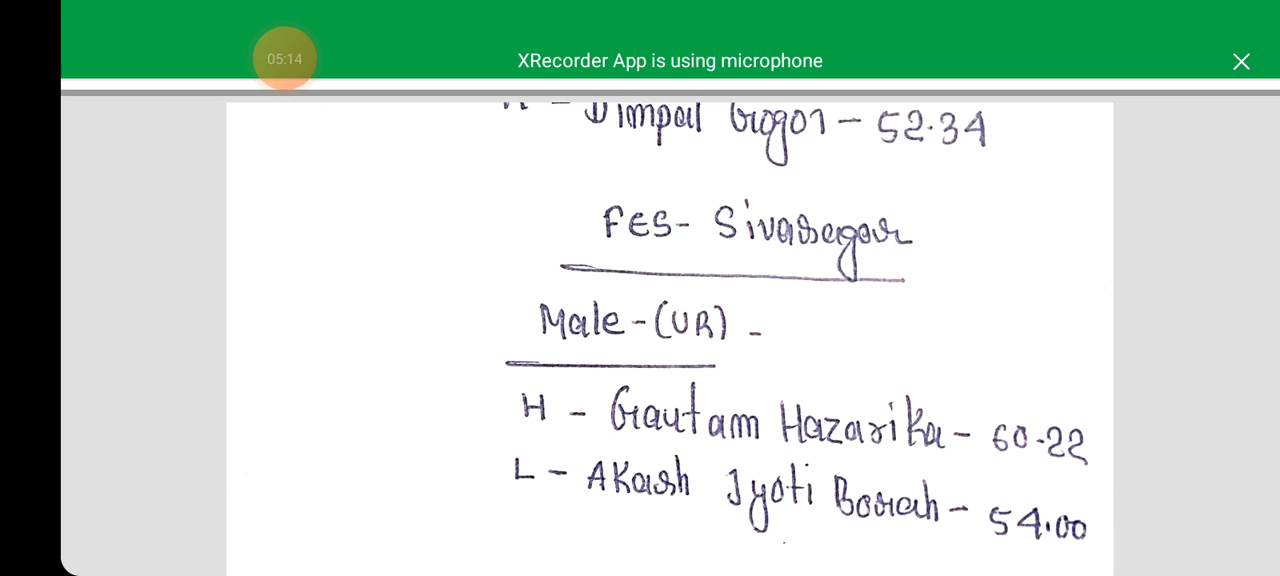 05:14
XRecorder App is using microphone
Dimpal Gogoi - 52.34
FES- Sivasagar
Male-(UR) -
H - Gautam Hazarika - 60.22
L - Akash Jyoti Borah - 54.00